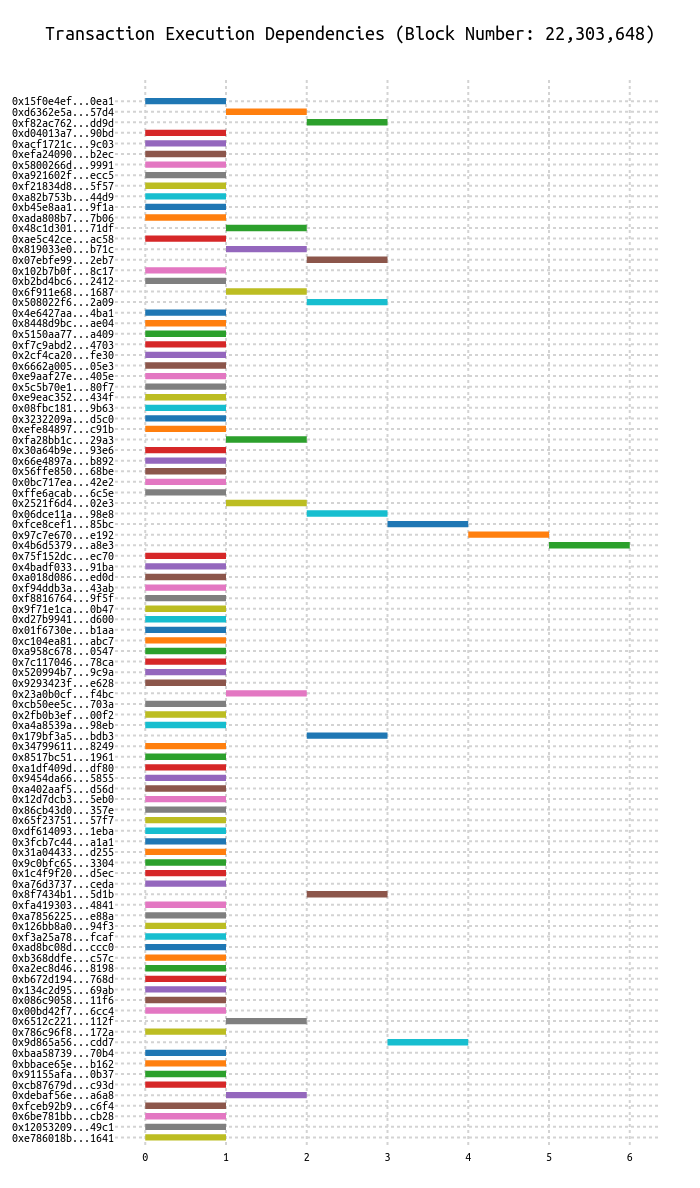 Transaction Execution Dependencies (Block Number: 22,303,648)
0x15f0e4ef...0ea1
0xd6362e5a...57d4
0xf82ac762...dd9d
0xd04013a7...90bd
0xacf1721c...9c03
0xefa24090...b2ec
0x5800266d...9991
0xa921602f...ecc5
0xf21834d8...5f57
0xa82b753b...44d9
0xb45e8aa1...9f1a
0xada808b7...7b06
0x48c1d301...71df
0xae5c42ce...ac58
0x819033e0...b71c
0x07ebfe99...2eb7
0x102b7b0f...8c17
0xb2bd4bc6...2412
0x6f911e68...1687
0x508022f6...2a09
0x4e6427aa...4ba1
0x8448d9bc...ae04
0x5150aa77...a409
0xf7c9abd2...4703
0x2cf4ca20...fe30
0x6662a005...05e3
0xe9aaf27e...405e
0x5c5b70e1...80f7
0xe9eac352...434f
0x08fbc181...9b63
0x3232209a...d5c0
0xefe84897...c91b
0xfa28bb1c...29a3
0x30a64b9e...93e6
0x66e4897a...b892
0x56ffe850...68be
0x0bc717ea...42e2
0xffe6acab...6c5e
0x2521f6d4...02e3
0x06dce11a...98e8
0xfce8cef1...85bc
0x97c7e670...e192
0x4b6d5379...a8e3
0x75f152dc...ec70
0x4badf033...91ba
0xa018d086...ed0d
0xf94ddb3a...43ab
0xf8816764...9f5f
0x9f71e1ca...0b47
0xd27b9941...d600
0x01f6730e...b1aa
0xc104ea81...abc7
0xa958c678...0547
0x7c117046...78ca
0x520994b7...9c9a
0x9293423f...e628
0x23a0b0cf...f4bc
0xcb50ee5c...703a
0x2fb0b3ef...00f2
0xa4a8539a...98eb
0x179bf3a5...bdb3
0x34799611...8249
0x8517bc51...1961
0xa1df409d...df80
0x9454da66...5855
0xa402aaf5...d56d
0x12d7dcb3...5eb0
0x86cb43d0...357e
0x65f23751...57f7
0xdf614093...1eba
0x3fcb7c44...a1a1
0x31a04433...d255
0x9c0bfc65...3304
0x1c4f9f20...d5ec
0xa76d3737...ceda
0x8f7434b1...5d1b
0xfa419303...4841
0xa7856225...e88a
0x126bb8a0...94f3
0xf3a25a78...fcaf
0xad8bc08d...ccc0
0xb368ddfe...c57c
0xa2ec8d46...8198
0xb672d194...768d
0x134c2d95...69ab
0x086c9058...11f6
0x00bd42f7...6cc4
0x6512c221...112f
0x786c96f8...172a
0x9d865a56...cdd7
0xbaa58739...70b4
0xbbace65e...b162
0x91155afa...0b37
0xcb87679d...c93d
0xdebaf56e...a6a8
0xfceb92b9...c6f4
0x6be781bb...cb28
0x12053209...49c1
0xe786018b...1641
0 1 2 3 4 5 6